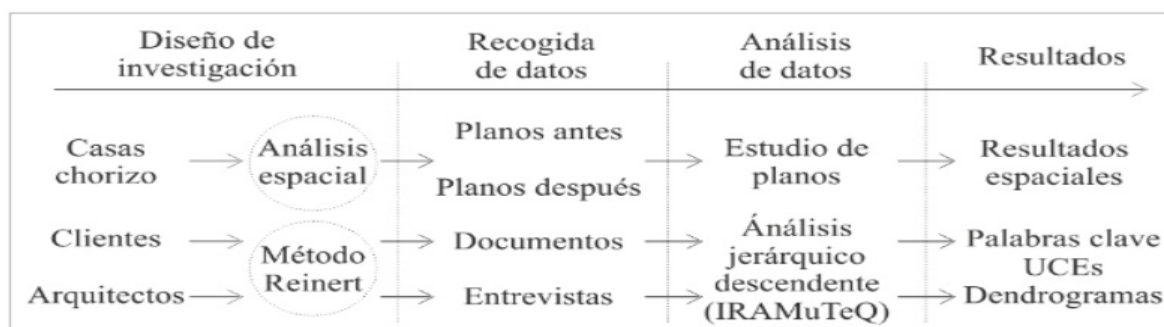 Diseño de
investigación
Recogida
de datos
Análisis
de datos
Resultados
Casas
chorizo
Análisis
espacial
Planos antes
Planos después
Estudio de
planos
Resultados
espaciales
Clientes
Arquitectos
Método
Reinert
Documentos
Entrevistas
Ánálisis
jerárquico
descendente
(IRAMuTeQ)
Palabras clave
UCEs
Dendrogramas